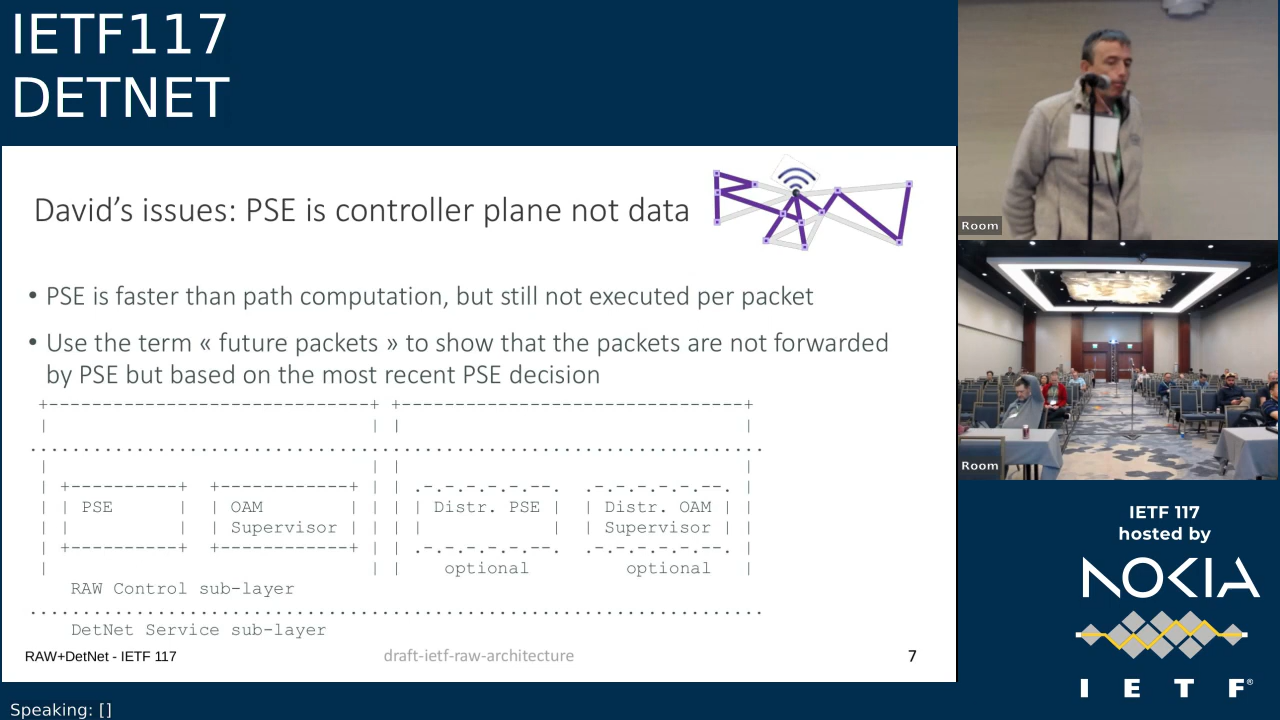 IETF117
DETNET
David’s issues: PSE is controller plane not data
• PSE is faster than path computation, but still not executed per packet
• Use the term « future packets » to show that the packets are not forwarded
by PSE but based on the most recent PSE decision
PSE OAM Distr. PSE Distr. OAM
Supervisor Supervisor
optional optional
RAW Control sub-layer
DetNet Service sub-layer
RAW+DetNet - IETF 117
draft-ietf-raw-architecture
7
Room
Room
IETF 117
hosted by
NOKIA
I E T F®
Speaking: []